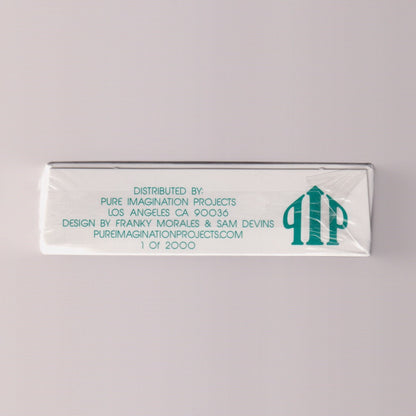 DISTRIBUTED BY:
PURE IMAGINATION PROJECTS
LOS ANGELES CA 90036
DESIGN BY FRANKY MORALES & SAM DEVINS
PUREIMAGINATIONPROJECTS.COM
1 Of 2000
PIP